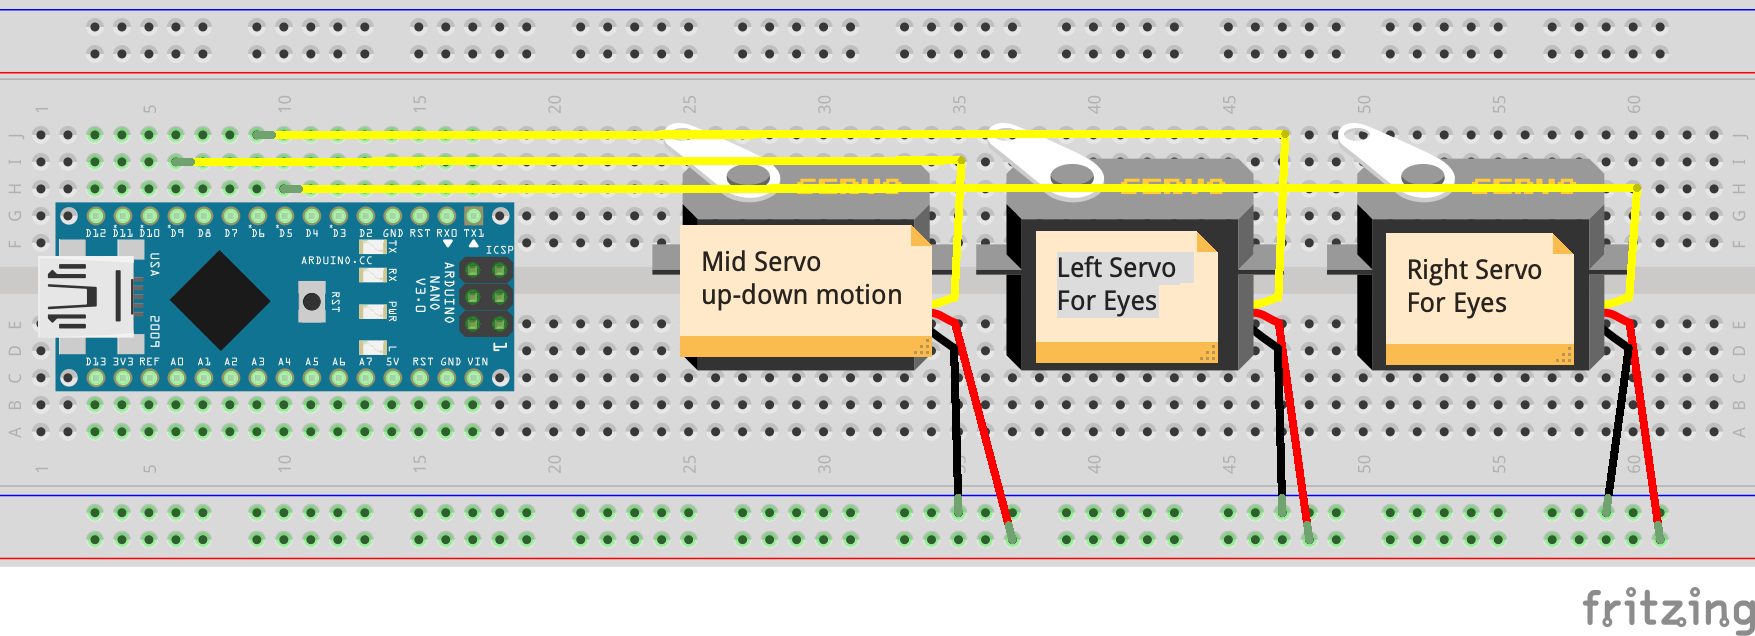 1 5 10 15 20 25 30 35 40 45 50 55 60
J J
I I
H H
G G
F F
D12 D11 D10 D9 D8 D7 D6 D5 D4 D3 D2 GND RST RX0 TX1
SERVO SERVO SERVO
USA
TX
RX
PWR
L
ARDUINO.CC
RST
ICSP
ARDUINO
NANO
V3.0
1
2009
Mid Servo
up-down motion
Left Servo
For Eyes
Right Servo
For Eyes
D13 3V3 REF A0 A1 A2 A3 A4 A5 A6 A7 5V RST GND VIN
E E
D D
C C
B B
A A
1 5 10 15 20 25 30 35 40 45 50 55 60
fritzing